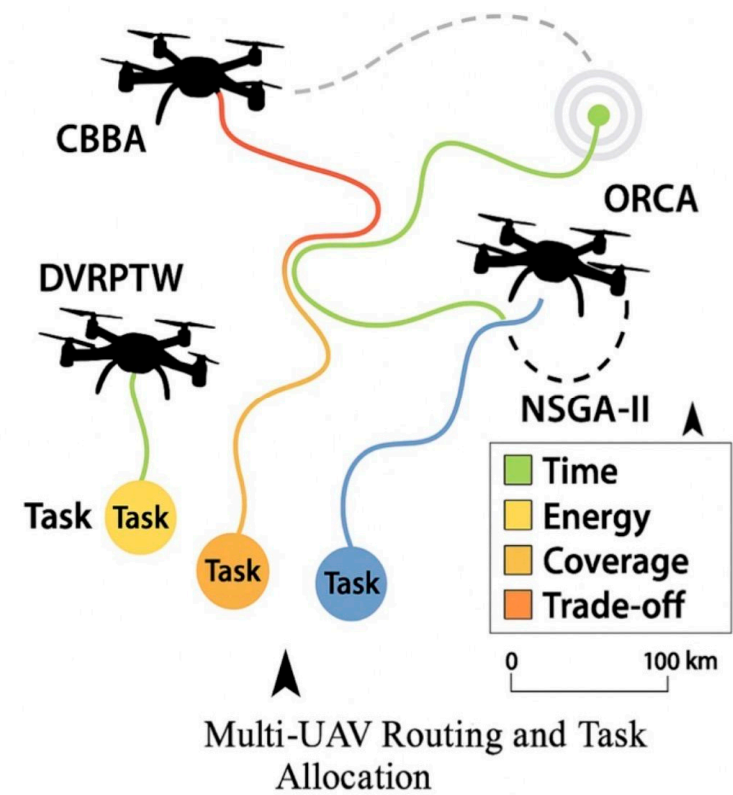 CBBA
ORCA
DVRPTW
NSGA-II
Time
Energy
Coverage
Trade-off
Task
Task
Task
Task
0 100 km
Multi-UAV Routing and Task
Allocation